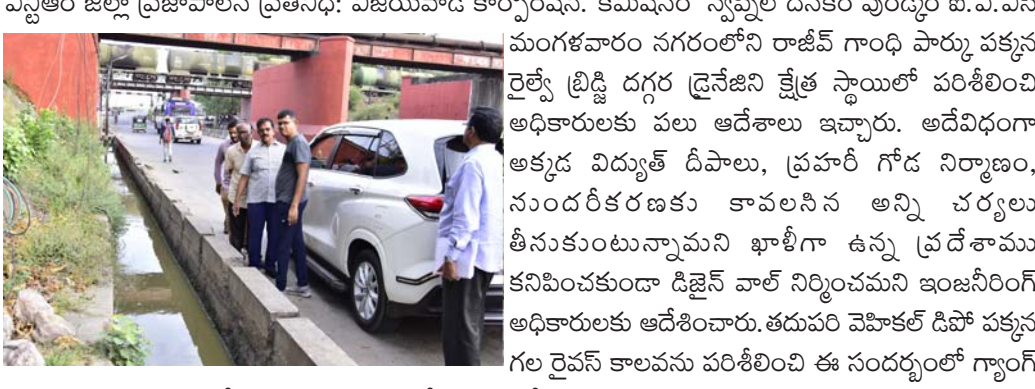 ఎన్టీఆర్ జిల్లా ప్రజాపాలన ప్రతినిధి: విజయవాడ కార్పొరేషన్. కమిషనర్ స్వప్నిల్ దినకర్ పుండ్కర్ ఐ.ఏ.ఎస్
మంగళవారం నగరంలోని రాజీవ్ గాంధి పార్కు పక్కన
రైల్వే బ్రిడ్జి దగ్గర డ్రైనేజిని క్షేత్ర స్థాయిలో పరిశీలించి
అధికారులకు పలు ఆదేశాలు ఇచ్చారు. అదేవిధంగా
అక్కడ విద్యుత్ దీపాలు, ప్రహరీ గోడ నిర్మాణం,
సుందరీకరణకు కావలసిన అన్ని చర్యలు
తీసుకుంటున్నామని ఖాళీగా ఉన్న ప్రదేశాము
కనిపించకుండా డిజైన్ వాల్ నిర్మించమని ఇంజనీరింగ్
అధికారులకు ఆదేశించారు.తదుపరి వెహికల్ డిపో పక్కన
గల రైవస్ కాలవను పరిశీలించి ఈ సందర్భంలో గ్యాంగ్